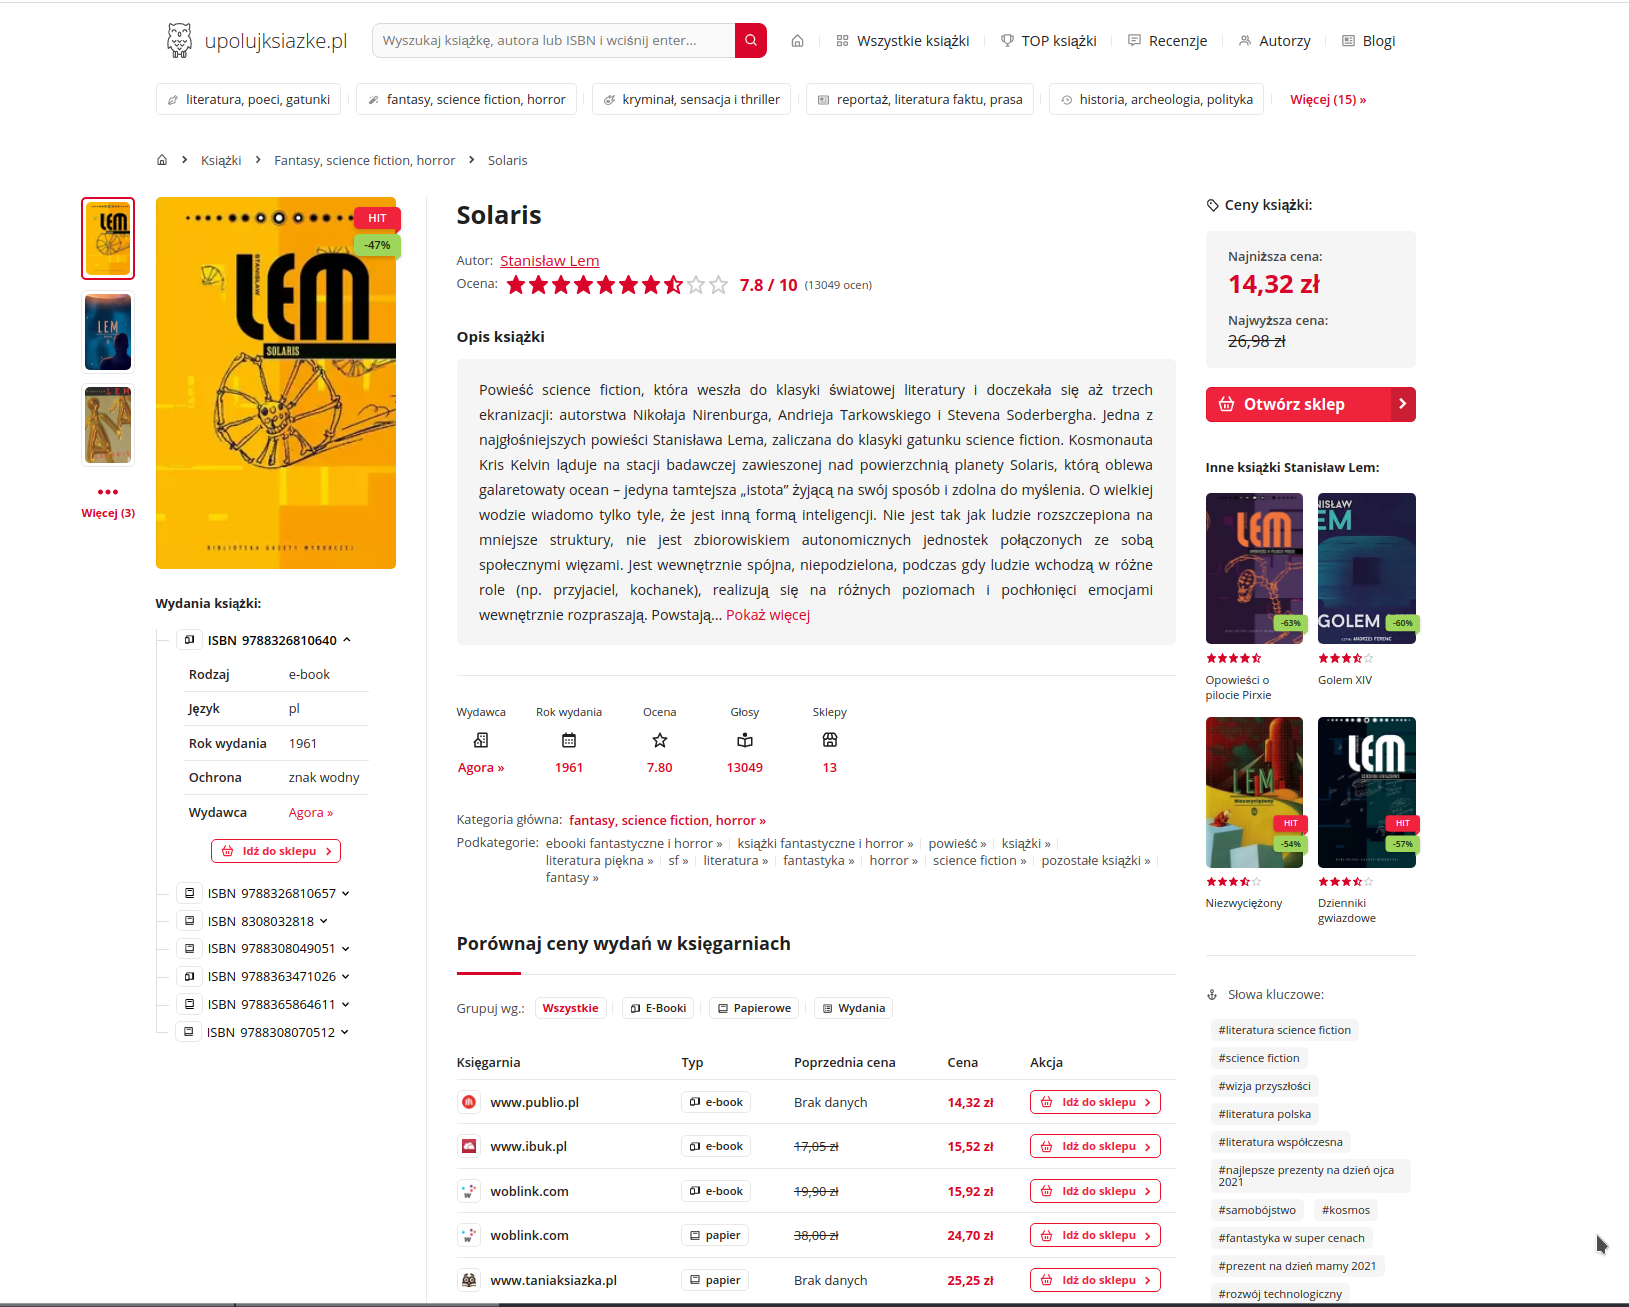 upolujksiazke.pl
Wyszukaj książkę, autora lub ISBN i wciśnij enter...
Wszystkie książki
TOP książki
Recenzje
Autorzy
Blogi
literatura, poeci, gatunki
fantasy, science fiction, horror
kryminał, sensacja i thriller
reportaż, literatura faktu, prasa
historia, archeologia, polityka
Więcej (15) »
Książki
Fantasy, science fiction, horror
Solaris
LEM
LEM
Więcej (3)
HIT
-47%
STANISŁAW
LEM
SOLARIS
BIBLIOTEKA GAZETY WYBORCZEJ
Wydania książki:
ISBN 9788326810640
Rodzaj e-book
Język pl
Rok wydania 1961
Ochrona znak wodny
Wydawca Agora »
Idź do sklepu
ISBN 9788326810657
ISBN 8308032818
ISBN 9788308049051
ISBN 9788363471026
ISBN 9788365864611
ISBN 9788308070512
Solaris
Autor: Stanisław Lem
Ocena: 7.8 / 10 (13049 ocen)
Opis książki
Powieść science fiction, która weszła do klasyki światowej literatury i doczekała się aż trzech
ekranizacji: autorstwa Nikołaja Nirenburga, Andrieja Tarkowskiego i Stevena Soderbergha. Jedna z
najgłośniejszych powieści Stanisława Lema, zaliczana do klasyki gatunku science fiction. Kosmonauta
Kris Kelvin ląduje na stacji badawczej zawieszonej nad powierzchnią planety Solaris, którą oblewa
galaretowaty ocean – jedyna tamtejsza „istota” żyjącą na swój sposób i zdolna do myślenia. O wielkiej
wodzie wiadomo tylko tyle, że jest inną formą inteligencji. Nie jest tak jak ludzie rozszczepiona na
mniejsze struktury, nie jest zbiorowiskiem autonomicznych jednostek połączonych ze sobą
społecznymi więzami. Jest wewnętrznie spójna, niepodzielona, podczas gdy ludzie wchodzą w różne
role (np. przyjaciel, kochanek), realizują się na różnych poziomach i pochłonięci emocjami
wewnętrznie rozpraszają. Powstają... Pokaż więcej
Wydawca Rok wydania Ocena Głosy Sklepy
Agora » 1961 7.80 13049 13
Kategoria główna: fantasy, science fiction, horror »
Podkategorie: ebooki fantastyczne i horror » książki fantastyczne i horror » powieść » książki »
literatura piękna » sf » literatura » fantastyka » horror » science fiction » pozostałe książki »
fantasy »
Porównaj ceny wydań w księgarniach
Grupuj wg.: Wszystkie E-Booki Papierowe Wydania
Księgarnia Typ Poprzednia cena Cena Akcja
www.publio.pl e-book Brak danych 14,32 zł Idź do sklepu
www.ibuk.pl e-book 17,05 zł 15,52 zł Idź do sklepu
woblink.com e-book 19,90 zł 15,92 zł Idź do sklepu
woblink.com papier 38,00 zł 24,70 zł Idź do sklepu
www.taniaksiazka.pl papier Brak danych 25,25 zł Idź do sklepu
Ceny książki:
Najniższa cena:
14,32 zł
Najwyższa cena:
26,98 zł
Otwórz sklep
Inne książki Stanisław Lem:
LEM
-63%
GOLEM
-60%
Opowieści o
pilocie Pirxie
Golem XIV
LEM
Niezwyciężony
HIT
-54%
LEM
HIT
-57%
Niezwyciężony
Dzienniki
gwiazdowe
Słowa kluczowe:
#literatura science fiction
#science fiction
#wizja przyszłości
#literatura polska
#literatura współczesna
#najlepsze prezenty na dzień ojca
2021
#samobójstwo #kosmos
#fantastyka w super cenach
#prezent na dzień mamy 2021
#rozwój technologiczny